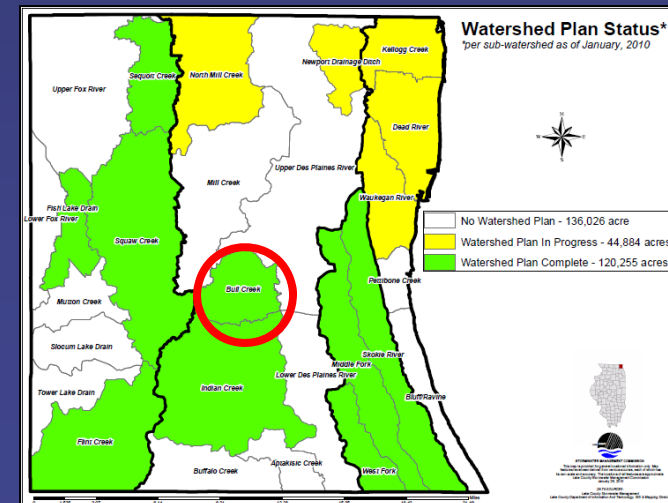 Watershed Plan Status*
*per sub-watershed as of January, 2010
Kellogg Creek
Sequoit Creek
North Mill Creek
Newport Drainage Ditch
Upper Fox River
Dead River
N
W
E
S
Upper Des Plaines River
Mill Creek
Waukegan River
Fish Lake Drain
Lower Fox River
No Watershed Plan - 136,026 acre
Squaw Creek
Watershed Plan In Progress - 44,884 acres
Watershed Plan Complete - 120,255 acres
Pettibone Creek
Bull Creek
Mutton Creek
Slocum Lake Drain
Skokie River
Middle Fork
Lower Des Plaines River
Indian Creek
Tower Lake Drain
Bluff/Ravine
Flint Creek
Aptakisic Creek
Buffalo Creek
West Fork
STORMWATER MANAGEMENT COMMISSION